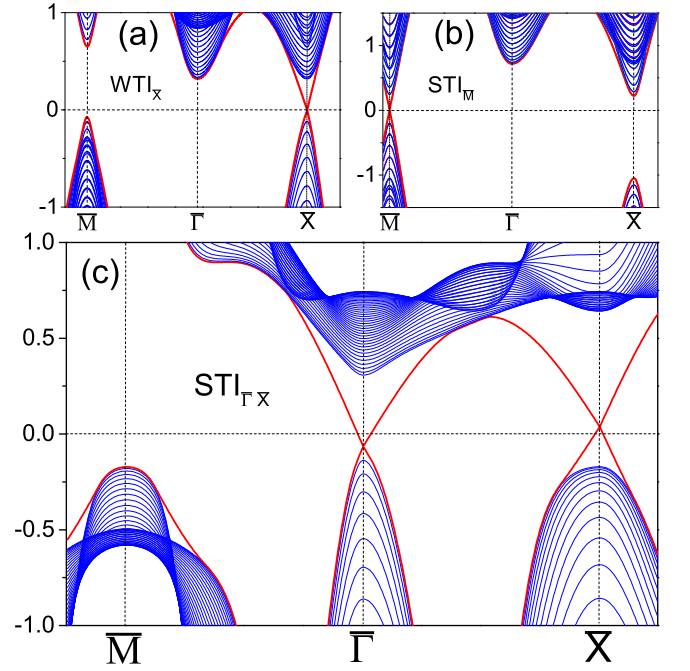 (a)
WTI_X̅
1
0
-1
M̅ Γ̅ X̅
(b)
STI_M̅
1
0
-1
M̅ Γ̅ X̅
(c)
STI_Γ̅ X̅
1.0
0.5
0.0
-0.5
-1.0
M̅ Γ̅ X̅